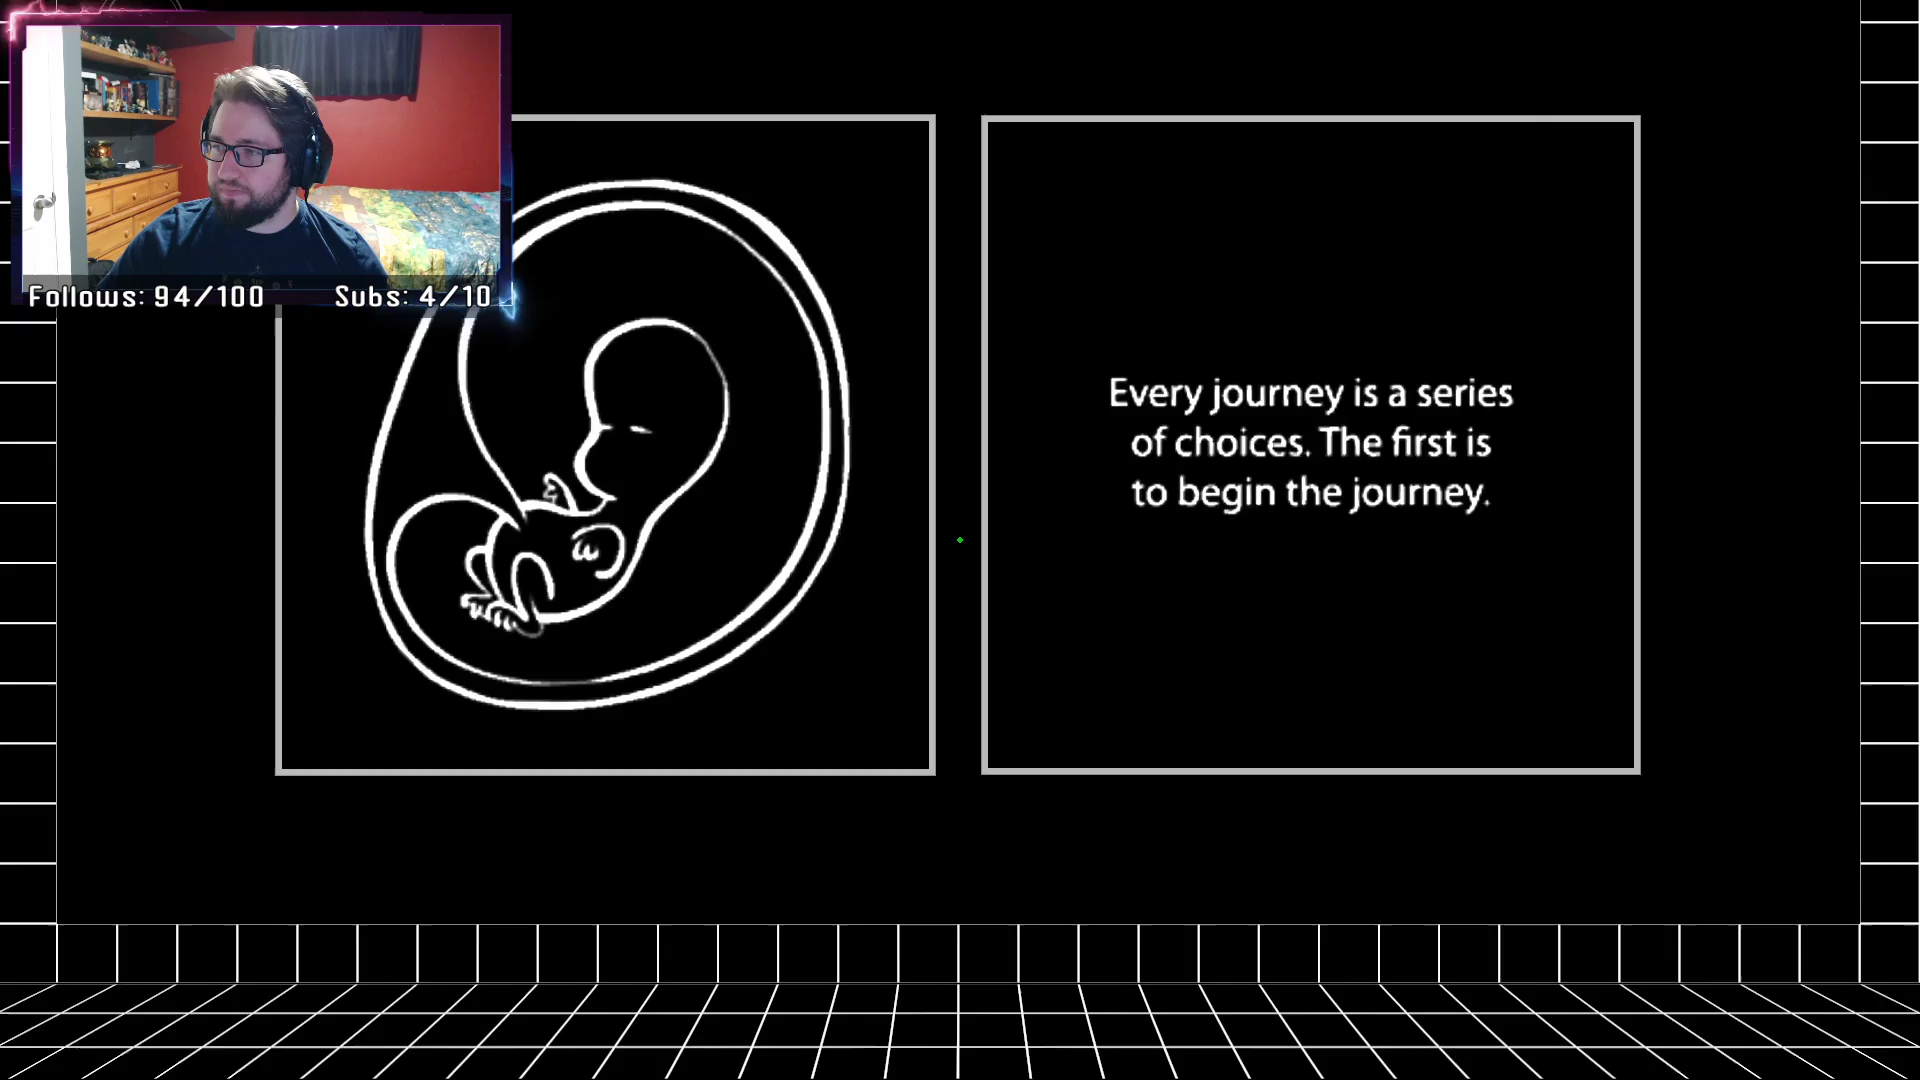 Follows: 94/100
Subs: 4/10
Every journey is a series
of choices. The first is
to begin the journey.